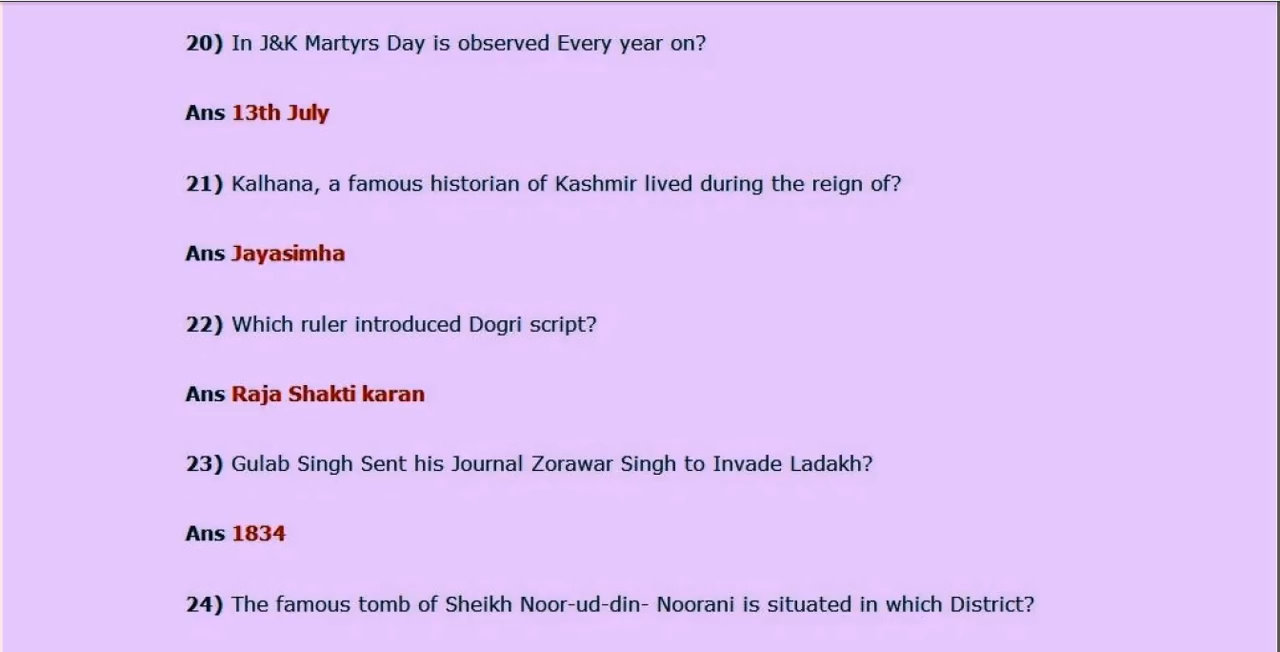 20) In J&K Martyrs Day is observed Every year on?
Ans 13th July
21) Kalhana, a famous historian of Kashmir lived during the reign of?
Ans Jayasimha
22) Which ruler introduced Dogri script?
Ans Raja Shakti karan
23) Gulab Singh Sent his Journal Zorawar Singh to Invade Ladakh?
Ans 1834
24) The famous tomb of Sheikh Noor-ud-din- Noorani is situated in which District?